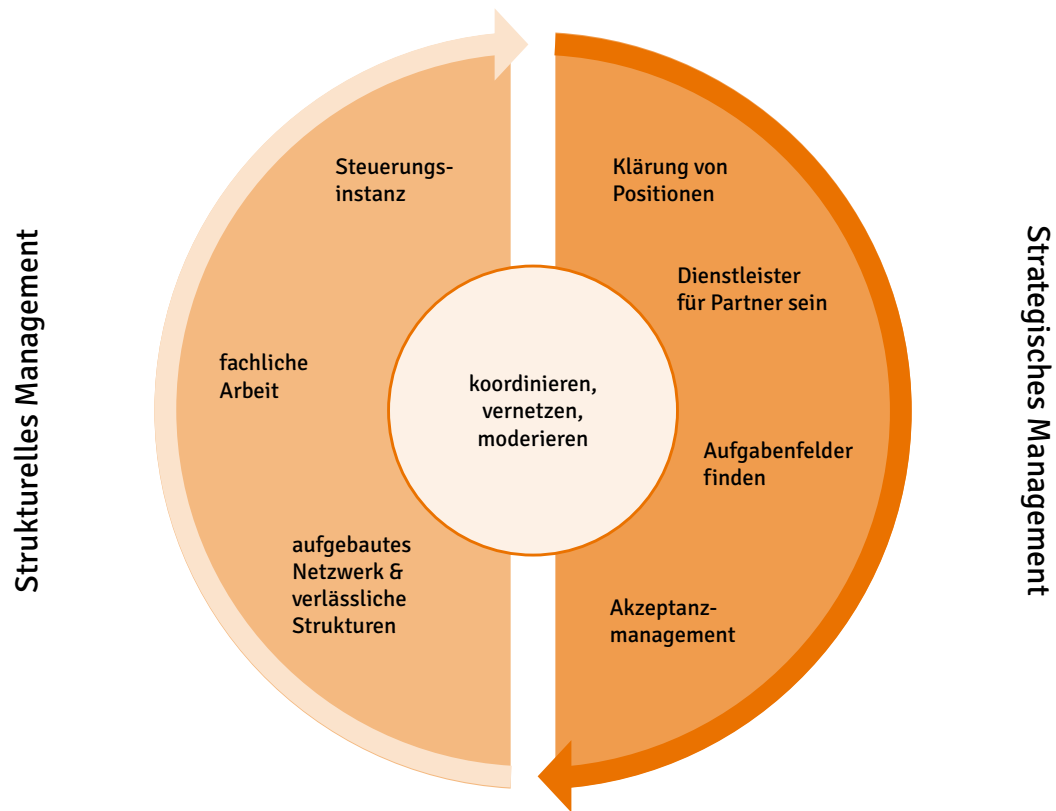 Strukturelles Management
Steuerungs-
instanz
fachliche
Arbeit
aufgebautes
Netzwerk &
verlässliche
Strukturen
koordinieren,
vernetzen,
moderieren
Klärung von
Positionen
Dienstleister
für Partner sein
Aufgabenfelder
finden
Akzeptanz-
management
Strategisches Management